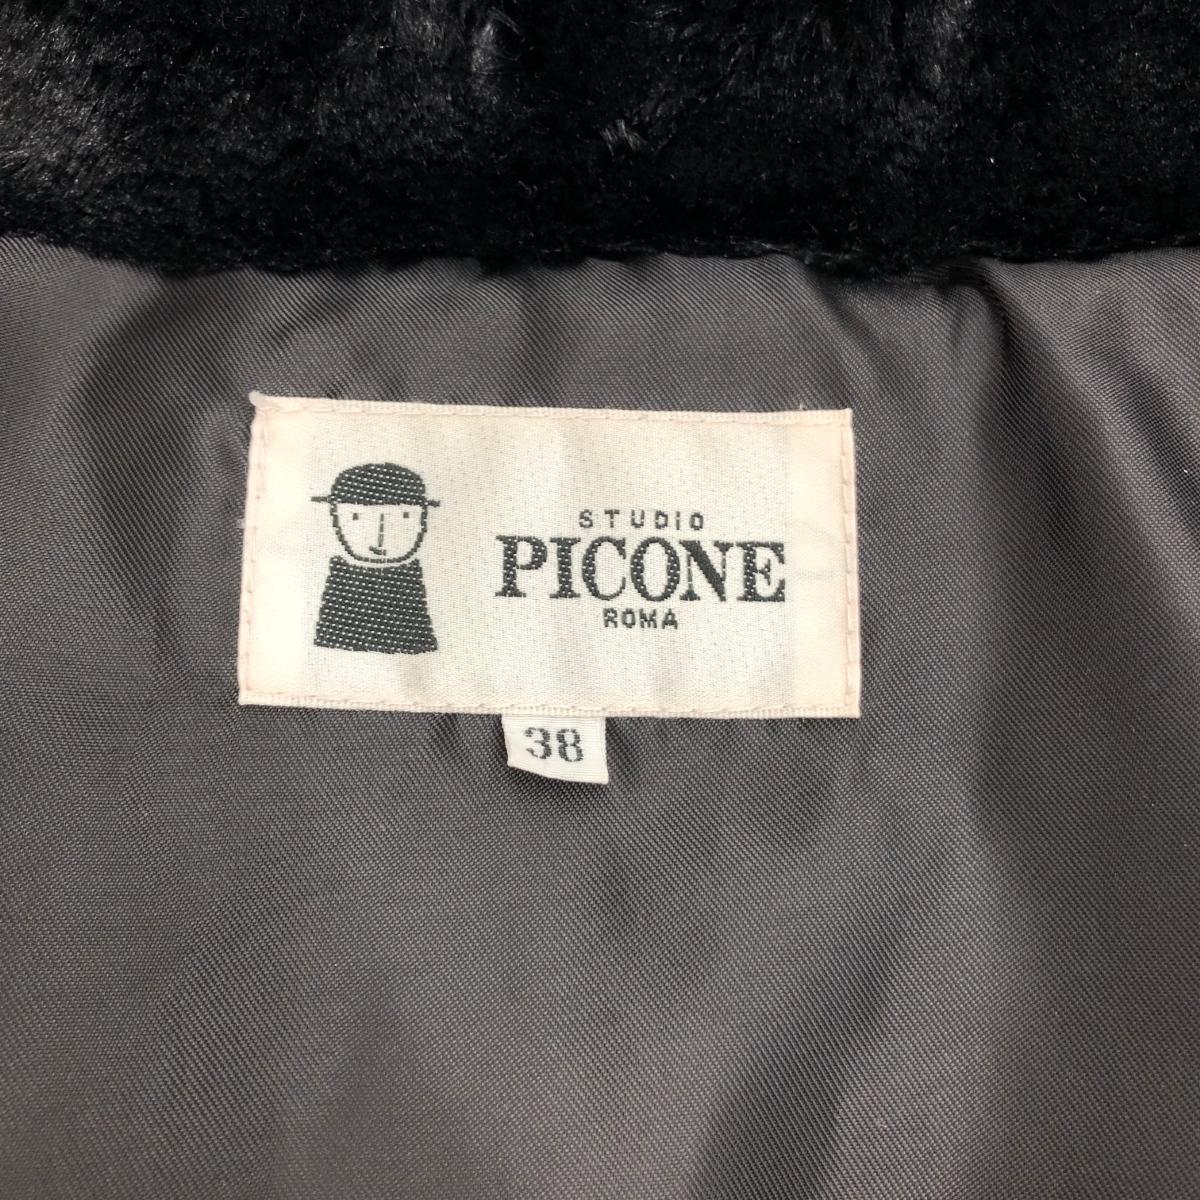 STUDIO
PICONE
ROMA
38